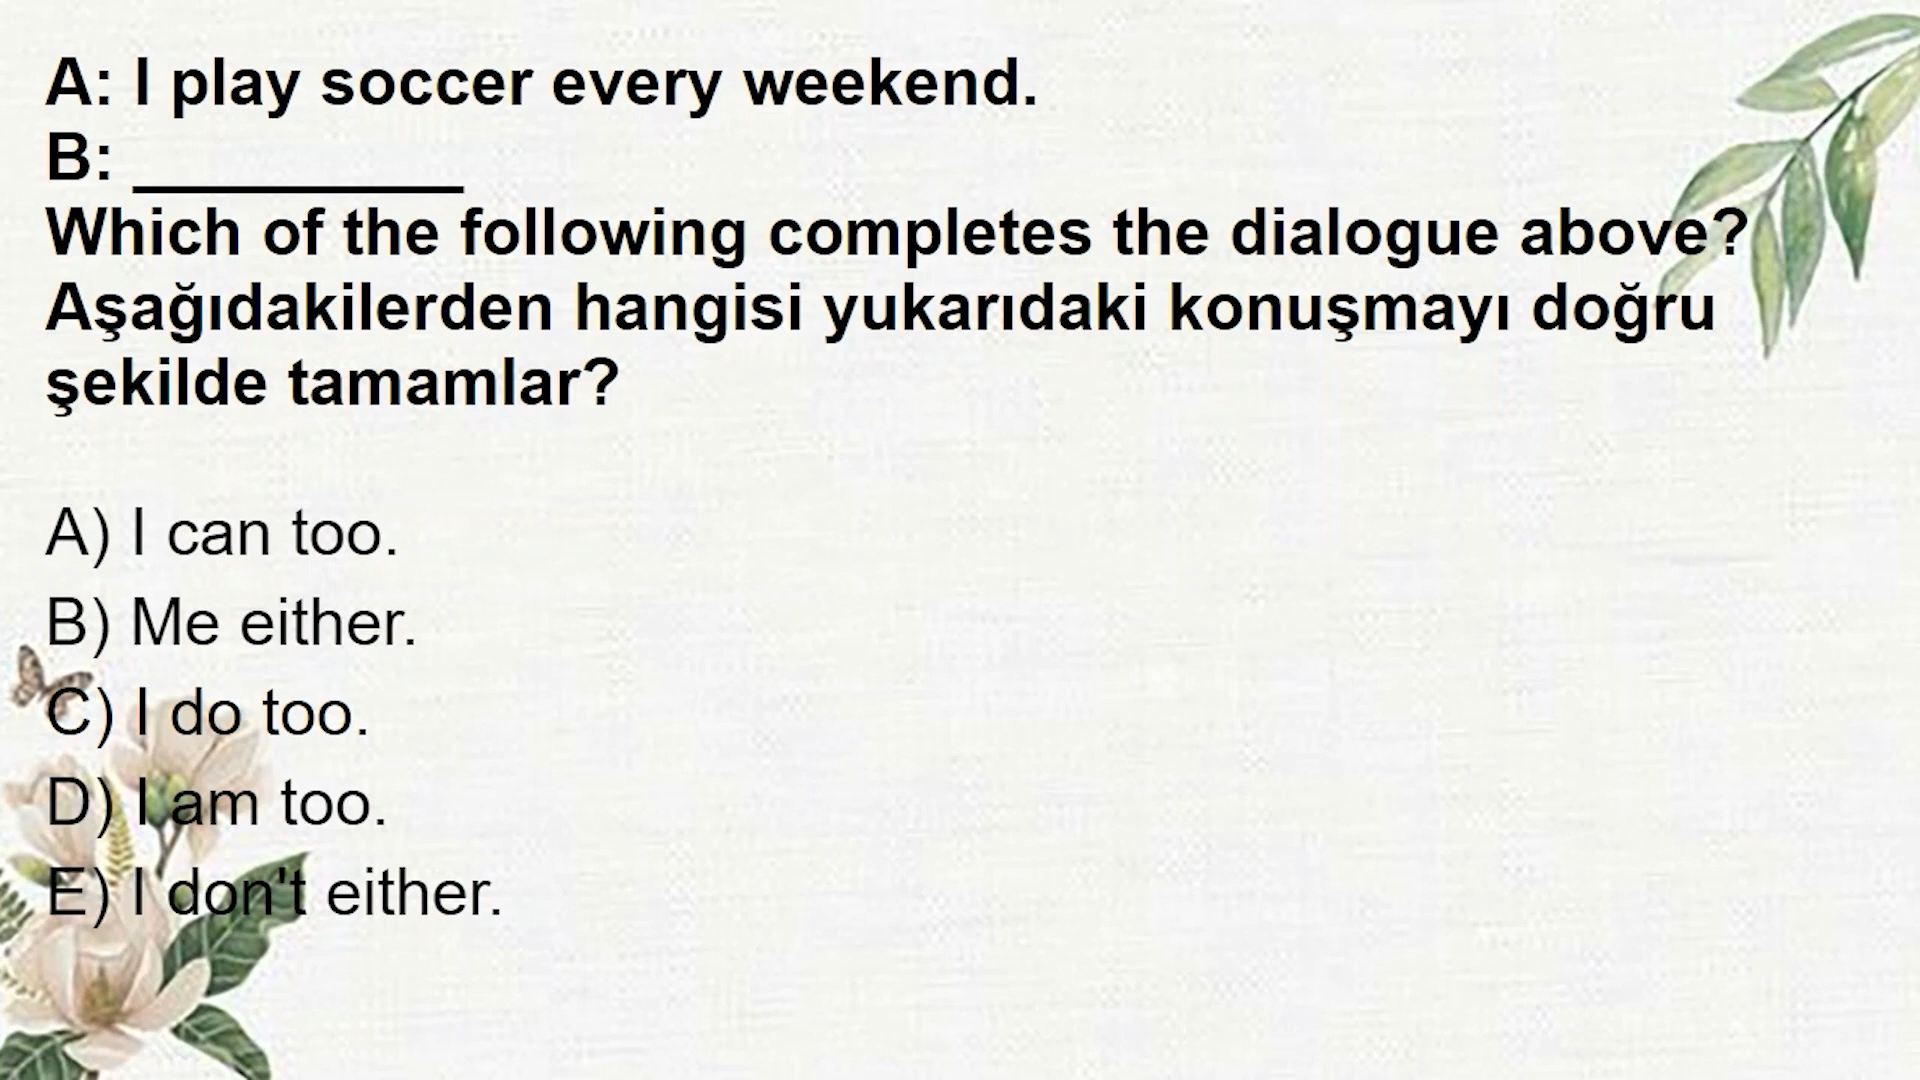 A: I play soccer every weekend.
B: __________
Which of the following completes the dialogue above?
Aşağıdakilerden hangisi yukarıdaki konuşmayı doğru
şekilde tamamlar?
A) I can too.
B) Me either.
C) I do too.
D) I am too.
E) I don't either.